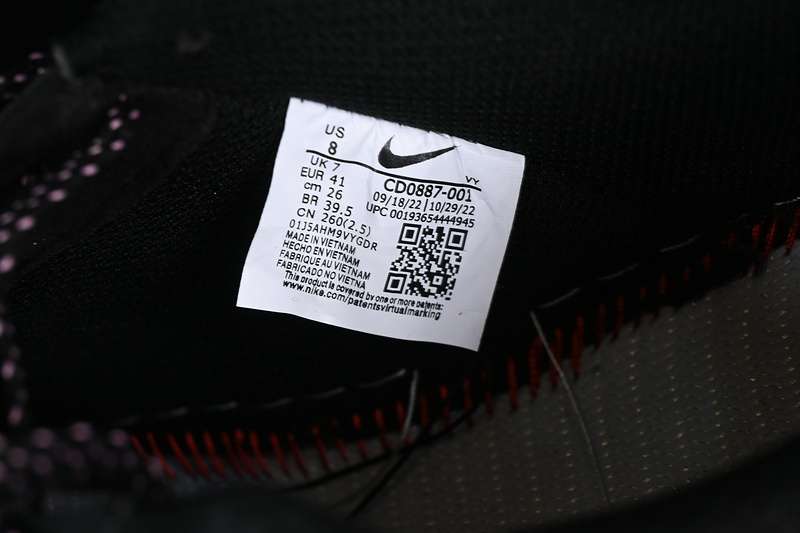 US
8
UK 7
EUR 41
cm 26
BR 39.5
CN 260(2.5)
01J5AHM9VYGDR
MADE IN VIETNAM
HECHO EN VIETNAM
FABRIQUE AU VIETNAM
FABRICADO NO VIETNA
This product is covered by one or more patents:
www.nike.com/patentsvirtualmarking
VY
CD0887-001
09/18/22 | 10/29/22
UPC 00193654444945